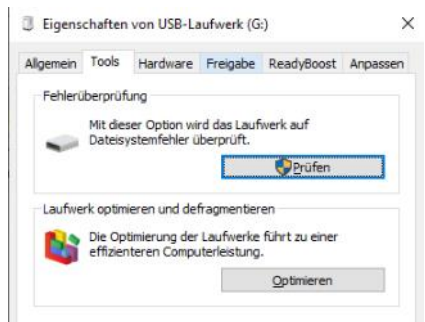 Eigenschaften von USB-Laufwerk (G:)
Allgemein Tools Hardware Freigabe ReadyBoost Anpassen
Fehlerüberprüfung
Mit dieser Option wird das Laufwerk auf
Dateisystemfehler überprüft.
Prüfen
Laufwerk optimieren und defragmentieren
Die Optimierung der Laufwerke führt zu einer
effizienteren Computerleistung.
Optimieren